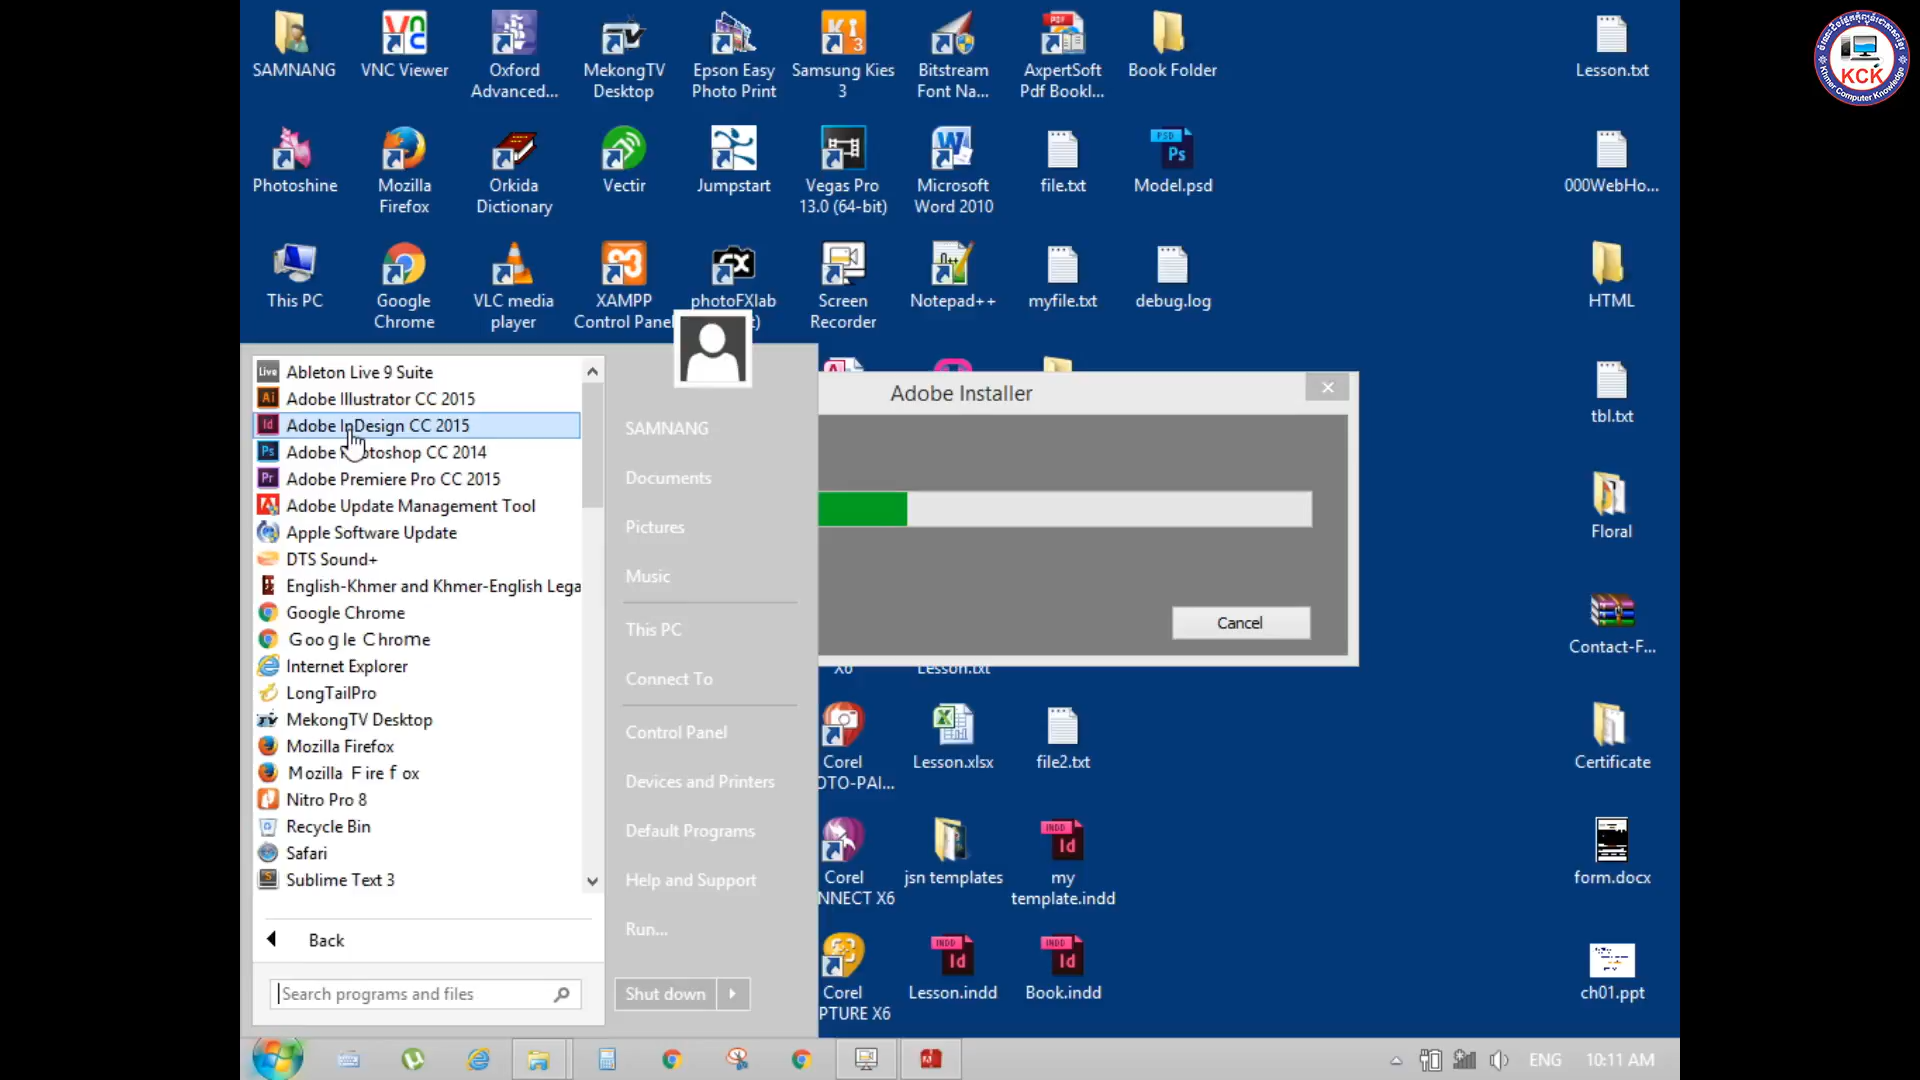 SAMNANG
VNC Viewer
Oxford
Advanced...
MekongTV
Desktop
Epson Easy
Photo Print
Samsung Kies
3
Bitstream
Font Na...
AxpertSoft
Pdf Bookl...
Book Folder
Lesson.txt
KCK
Khmer Computer Knowledge
Photoshine
Mozilla
Firefox
Orkida
Dictionary
Vectir
Jumpstart
Vegas Pro
13.0 (64-bit)
Microsoft
Word 2010
file.txt
Model.psd
000WebHo...
This PC
Google
Chrome
VLC media
player
XAMPP
Control Pane
photoFXlab
Screen
Recorder
Notepad++
myfile.txt
debug.log
HTML
Ableton Live 9 Suite
Adobe Illustrator CC 2015
Adobe InDesign CC 2015
Adobe Photoshop CC 2014
Adobe Premiere Pro CC 2015
Adobe Update Management Tool
Apple Software Update
DTS Sound+
English-Khmer and Khmer-English Lega
Google Chrome
Google Chrome
Internet Explorer
LongTailPro
MekongTV Desktop
Mozilla Firefox
Mozilla Firefox
Nitro Pro 8
Recycle Bin
Safari
Sublime Text 3
Back
Search programs and files
SAMNANG
Documents
Pictures
Music
This PC
Connect To
Control Panel
Devices and Printers
Default Programs
Help and Support
Run...
Shut down
Adobe Installer
Cancel
X6
Lesson.txt
Corel
OTO-PAI...
Lesson.xlsx
file2.txt
Corel
NNECT X6
jsn templates
my
template.indd
Corel
PTURE X6
Lesson.indd
Book.indd
tbl.txt
Floral
Contact-F...
Certificate
form.docx
ch01.ppt
ENG
10:11 AM